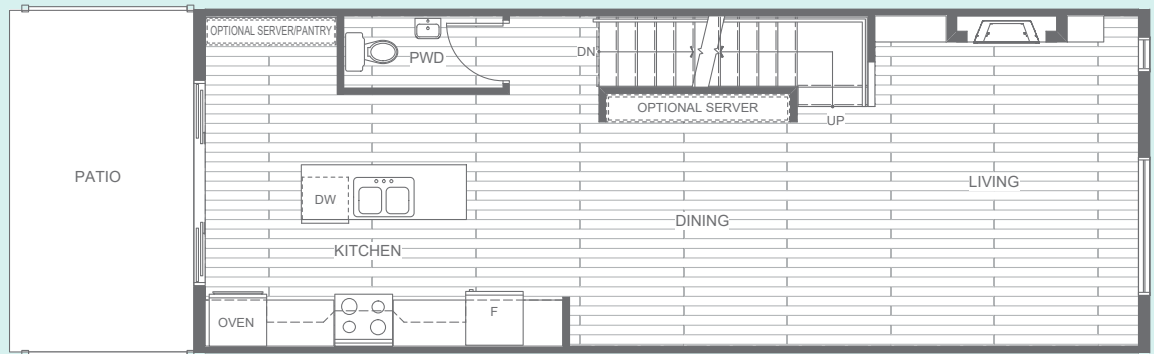 OPTIONAL SERVER/PANTRY
PWD
DN
OPTIONAL SERVER
UP
PATIO
LIVING
DW
DINING
KITCHEN
OVEN
F